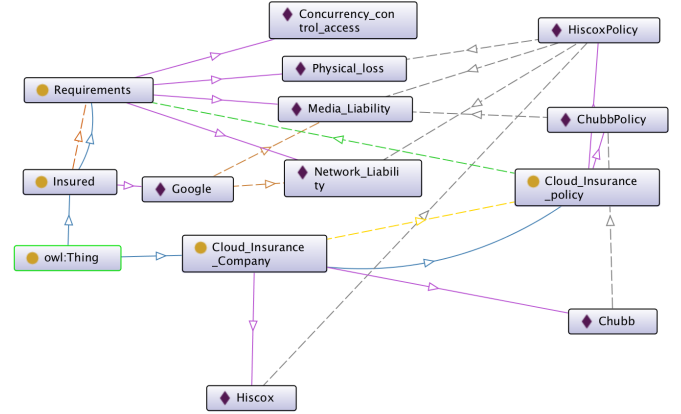 Concurrency_con
trol_access
HiscoxPolicy
Physical_loss
Requirements
Media_Liability
ChubbPolicy
Network_Liabili
ty
Insured
Google
Cloud_Insurance
_policy
owl:Thing
Cloud_Insurance
_Company
Chubb
Hiscox